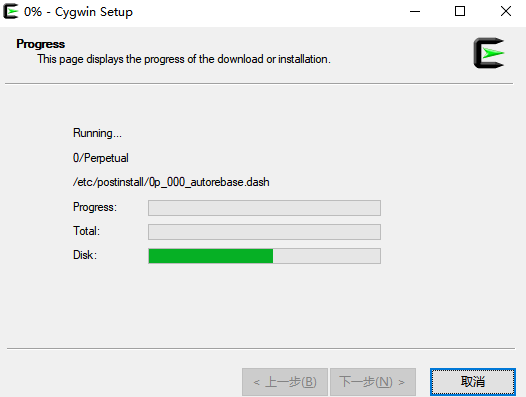 0% - Cygwin Setup
Progress
This page displays the progress of the download or installation.
Running...
0/Perpetual
/etc/postinstall/0p_000_autorebase.dash
Progress:
Total:
Disk:
< 上一步(B) 下一步(N) > 取消